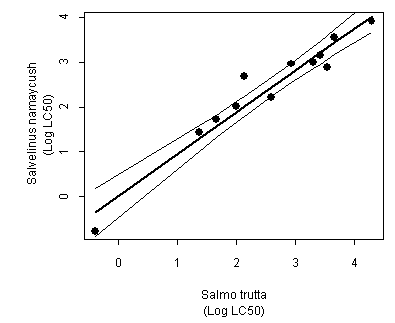 Salvelinus namaycush
(Log LC50)
4
3
2
1
0
0 1 2 3 4
Salmo trutta
(Log LC50)